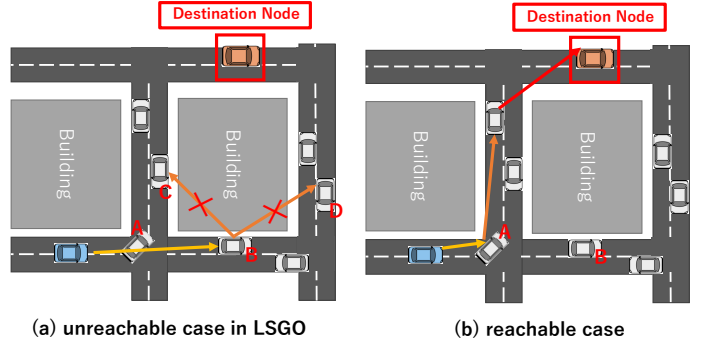 Destination Node
Building
Building
A
B
C
D
(a) unreachable case in LSGO
Destination Node
Building
Building
A
B
(b) reachable case